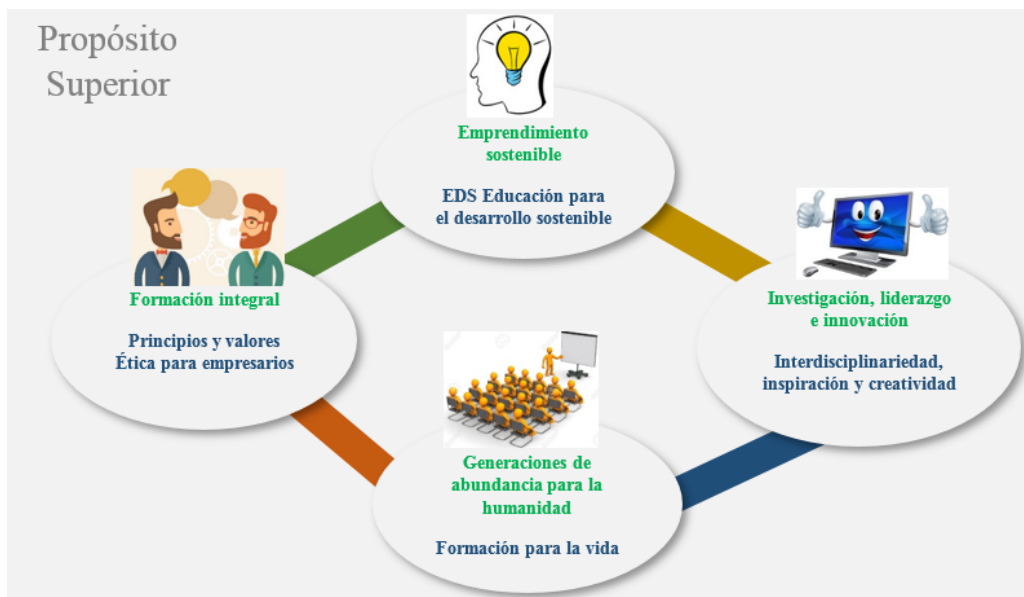 Propósito
Superior
Emprendimiento
sostenible
EDS Educación para
el desarrollo sostenible
Formación integral
Principios y valores
Ética para empresarios
Investigación, liderazgo
e innovación
Interdisciplinariedad,
inspiración y creatividad
Generaciones de
abundancia para la
humanidad
Formación para la vida